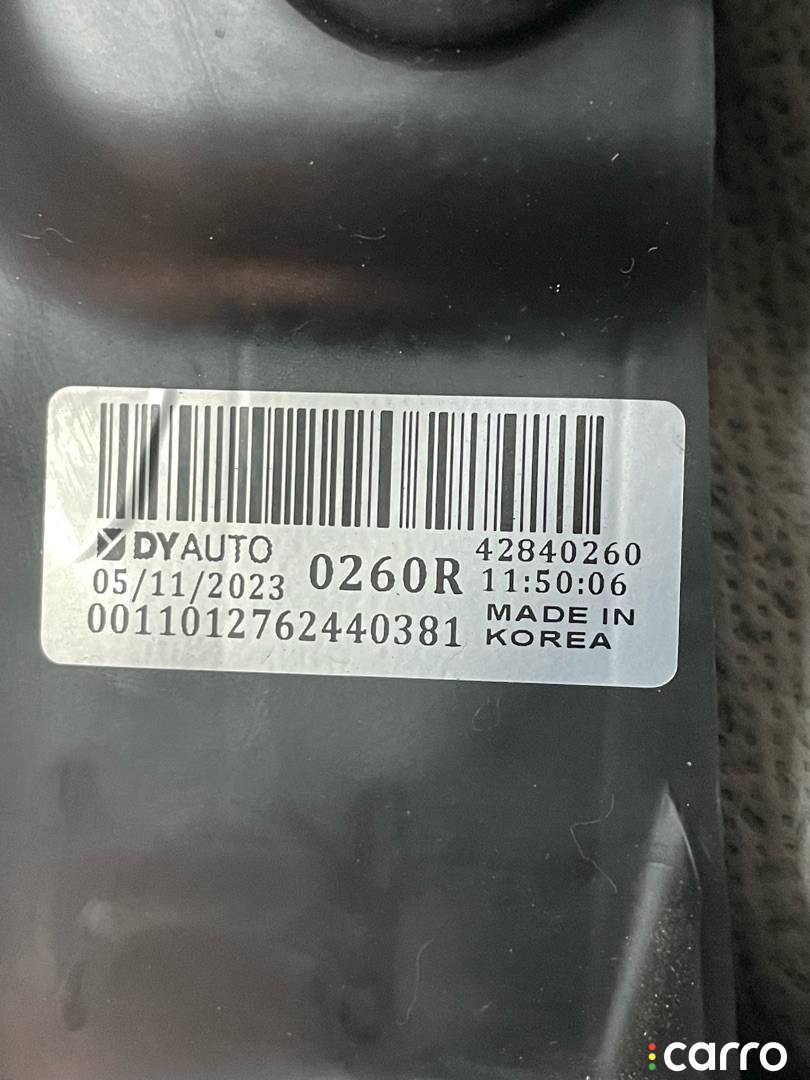 DYAUTO
42840260
05/11/2023
0260R
11:50:06
0011012762440381
MADE IN
KOREA
carro